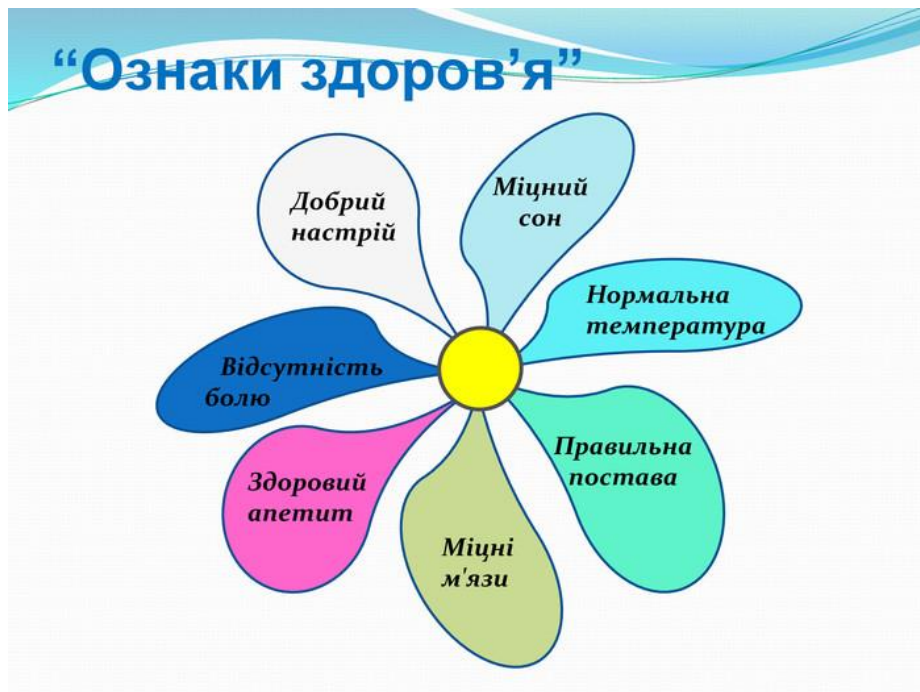 “Ознаки здоров’я”
Добрий
настрій
Міцний
сон
Нормальна
температура
Правильна
постава
Міцні
м'язи
Здоровий
апетит
Відсутність
болю